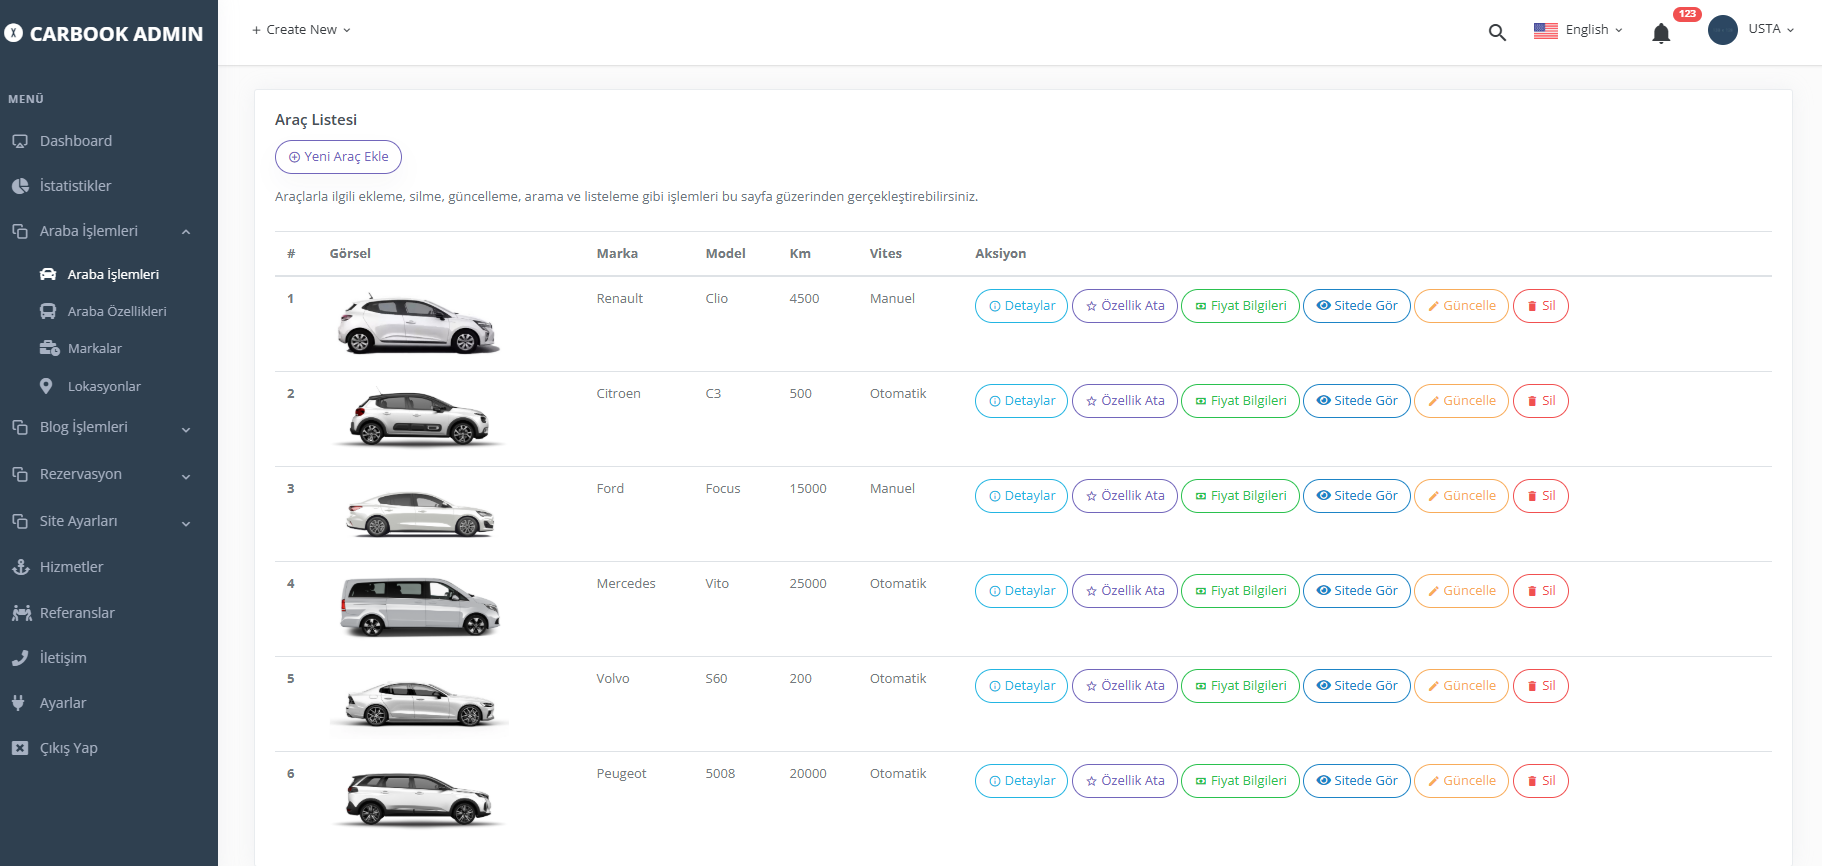 CARBOOK ADMIN
+ Create New
English
123
USTA
MENÜ
Dashboard
İstatistikler
Araba İşlemleri
Araba İşlemleri
Araba Özellikleri
Markalar
Lokasyonlar
Blog İşlemleri
Rezervasyon
Site Ayarları
Hizmetler
Referanslar
İletişim
Ayarlar
Çıkış Yap
Araç Listesi
Yeni Araç Ekle
Araçlarla ilgili ekleme, silme, güncelleme, arama ve listeleme gibi işlemleri bu sayfa güzerinden gerçekleştirebilirsiniz.
# Görsel Marka Model Km Vites Aksiyon
1 Renault Clio 4500 Manuel Detaylar Özellik Ata Fiyat Bilgileri Sitede Gör Güncelle Sil
2 Citroen C3 500 Otomatik Detaylar Özellik Ata Fiyat Bilgileri Sitede Gör Güncelle Sil
3 Ford Focus 15000 Manuel Detaylar Özellik Ata Fiyat Bilgileri Sitede Gör Güncelle Sil
4 Mercedes Vito 25000 Otomatik Detaylar Özellik Ata Fiyat Bilgileri Sitede Gör Güncelle Sil
5 Volvo S60 200 Otomatik Detaylar Özellik Ata Fiyat Bilgileri Sitede Gör Güncelle Sil
6 Peugeot 5008 20000 Otomatik Detaylar Özellik Ata Fiyat Bilgileri Sitede Gör Güncelle Sil